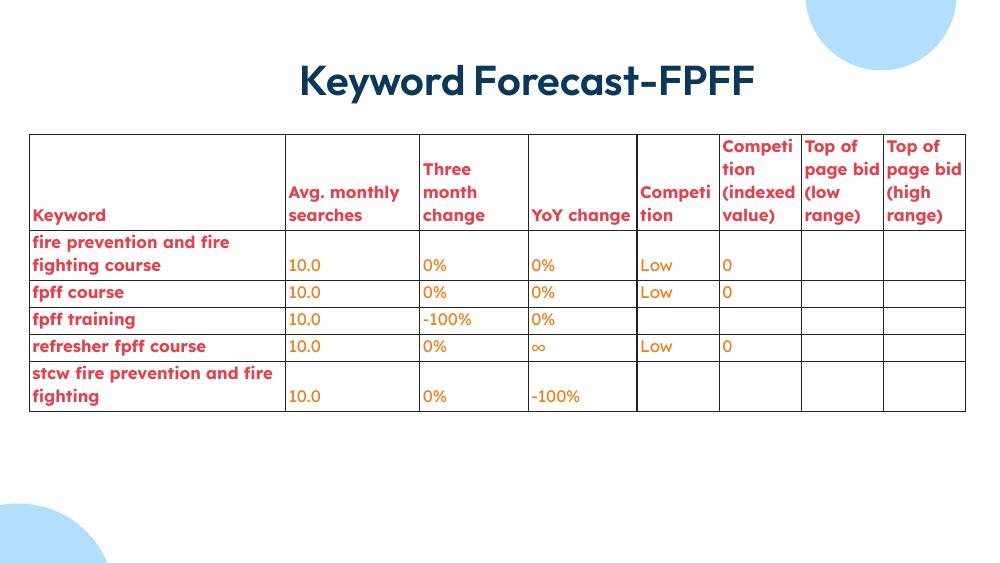 Keyword Forecast-FPFF
Keyword
Avg. monthly
searches
Three
month
change
YoY change
Competi
tion
Competi
tion
(indexed
value)
Top of
page bid
(low
range)
Top of
page bid
(high
range)
fire prevention and fire
fighting course
10.0
0%
0%
Low
0
fpff course
10.0
0%
0%
Low
0
fpff training
10.0
-100%
0%
refresher fpff course
10.0
0%
∞
Low
0
stcw fire prevention and fire
fighting
10.0
0%
-100%